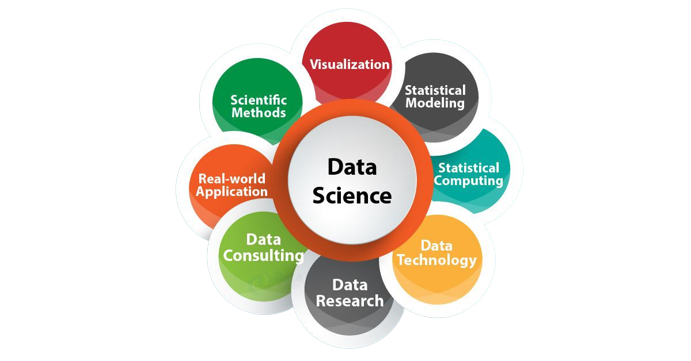 Visualization
Statistical
Modeling
Statistical
Computing
Data
Technology
Data
Research
Data
Consulting
Real-world
Application
Scientific
Methods
Data
Science